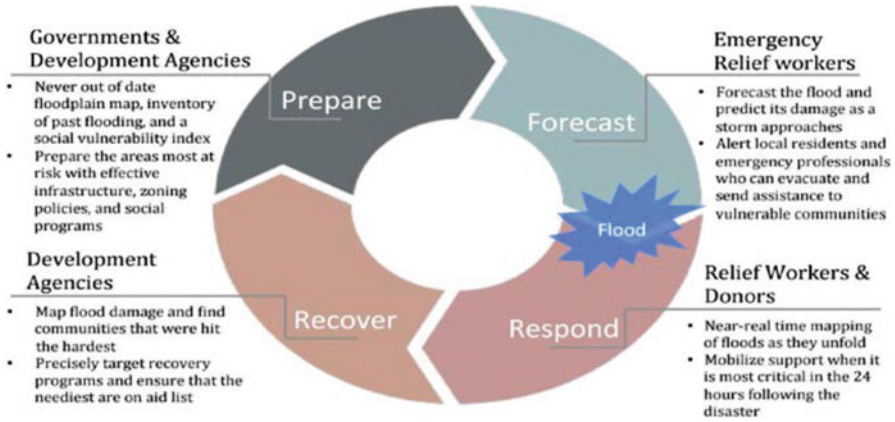 Governments &
Development Agencies
• Never out of date
floodplain map, inventory
of past flooding, and a
social vulnerability index
• Prepare the areas most at
risk with effective
infrastructure, zoning
policies, and social
programs
Prepare
Forecast
Emergency
Relief workers
• Forecast the flood and
predict its damage as a
storm approaches
• Alert local residents and
emergency professionals
who can evacuate and
send assistance to
vulnerable communities
Flood
Development
Agencies
• Map flood damage and find
communities that were hit
the hardest
• Precisely target recovery
programs and ensure that the
neediest are on aid list
Recover
Respond
Relief Workers &
Donors
• Near-real time mapping
of floods as they unfold
• Mobilize support when it
is most critical in the 24
hours following the
disaster